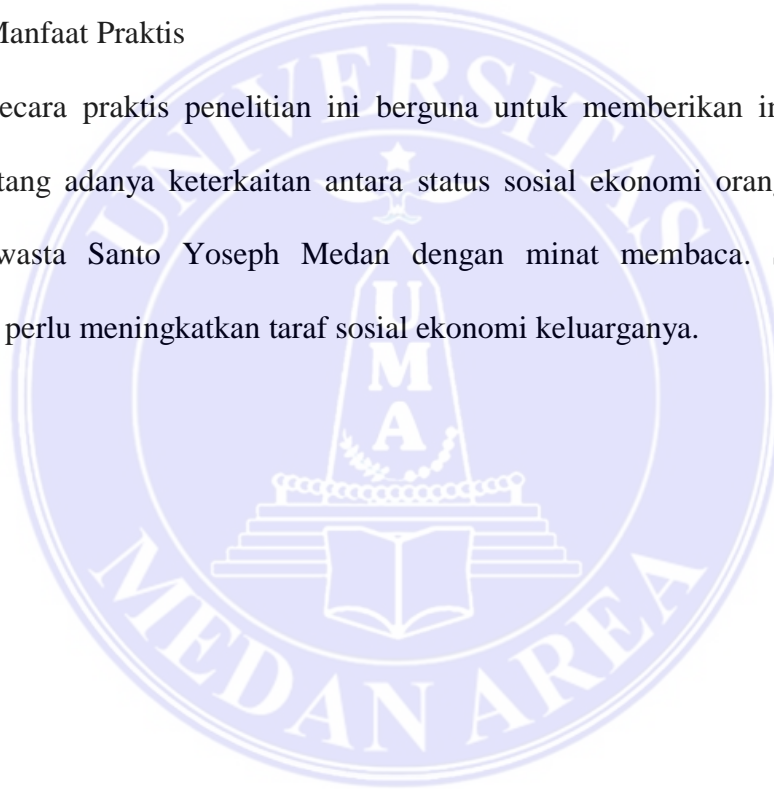 Manfaat Praktis
ecara praktis penelitian ini berguna untuk memberikan in
tang adanya keterkaitan antara status sosial ekonomi orang
wasta Santo Yoseph Medan dengan minat membaca.
perlu meningkatkan taraf sosial ekonomi keluarganya.
UNIVERSITAS
UMA
MEDAN AREA